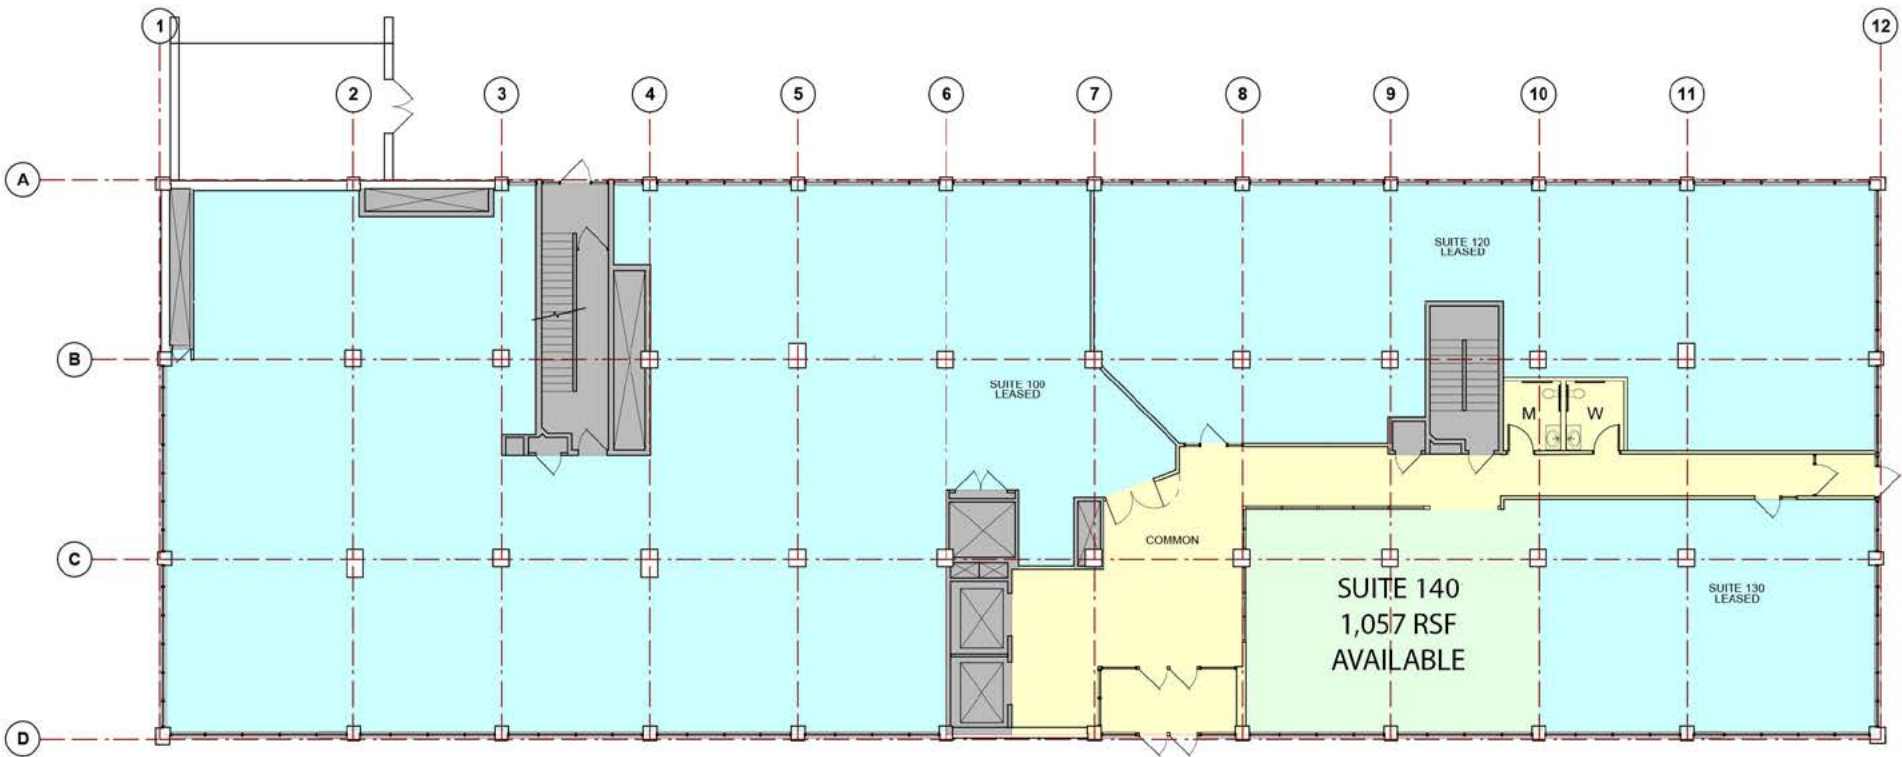 1
12
2
3
4
5
6
7
8
9
10
11
A
SUITE 120
LEASED
B
SUITE 100
LEASED
M
W
COMMON
C
SUITE 140
1,057 RSF
AVAILABLE
SUITE 130
LEASED
D